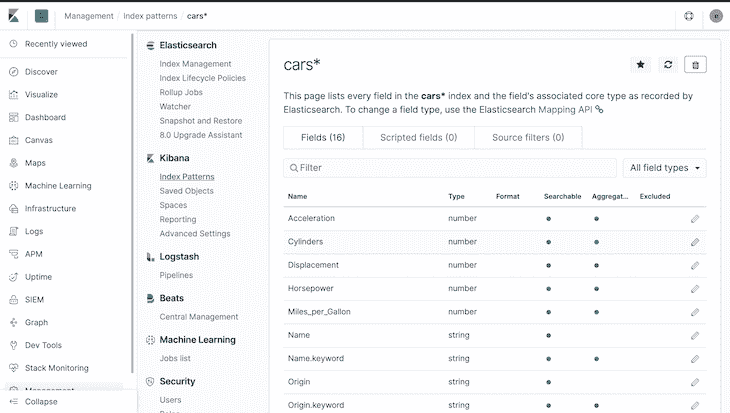 Management / Index patterns / cars*
Recently viewed
Discover
Visualize
Dashboard
Canvas
Maps
Machine Learning
Infrastructure
Logs
APM
Uptime
SIEM
Graph
Dev Tools
Stack Monitoring
Management
Collapse
Elasticsearch
Index Management
Index Lifecycle Policies
Rollup Jobs
Watcher
Snapshot and Restore
8.0 Upgrade Assistant
Kibana
Index Patterns
Saved Objects
Spaces
Reporting
Advanced Settings
Logstash
Pipelines
Beats
Central Management
Machine Learning
Jobs list
Security
Users
cars*
This page lists every field in the cars* index and the field's associated core type as recorded by
Elasticsearch. To change a field type, use the Elasticsearch Mapping API
Fields (16) Scripted fields (0) Source filters (0)
Filter All field types
Name Type Format Searchable Aggregat... Excluded
Acceleration number
Cylinders number
Displacement number
Horsepower number
Miles_per_Gallon number
Name string
Name.keyword string
Origin string
Origin.keyword string